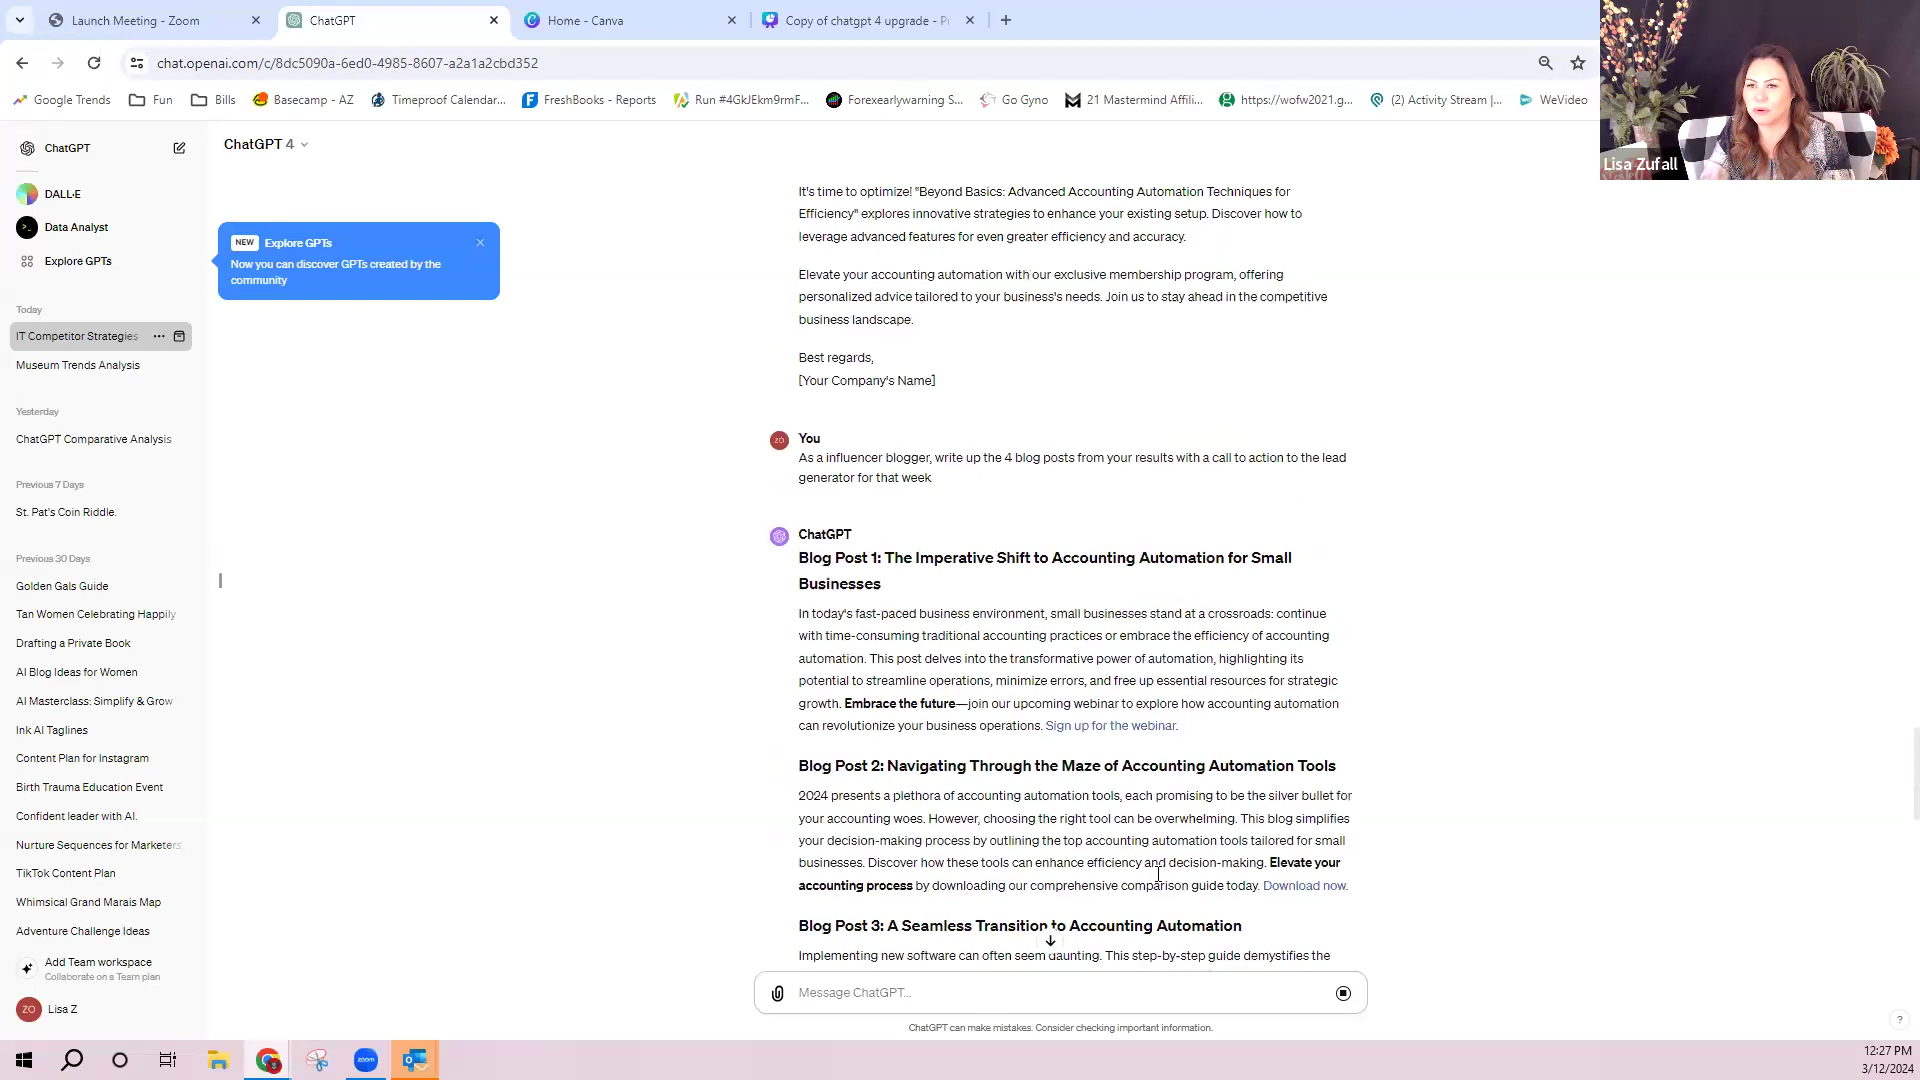 Launch Meeting - Zoom
ChatGPT
Home - Canva
Copy of chatgpt 4 upgrade - Pr
chat.openai.com/c/8dc5090a-6ed0-4985-8607-a2a1a2cbd352
Google Trends
Fun
Bills
Basecamp - AZ
Timeproof Calendar...
FreshBooks - Reports
Run #4GkJEkm9rmF...
Forexearlywarning S...
Go Gyno
21 Mastermind Affili...
https://wofw2021.g...
(2) Activity Stream |...
WeVideo
Lisa Zufall
ChatGPT
DALL·E
Data Analyst
Explore GPTs
Today
IT Competitor Strategies
Museum Trends Analysis
Yesterday
ChatGPT Comparative Analysis
Previous 7 Days
St. Pat's Coin Riddle.
Previous 30 Days
Golden Gals Guide
Tan Women Celebrating Happily
Drafting a Private Book
AI Blog Ideas for Women
AI Masterclass: Simplify & Grow
Ink AI Taglines
Content Plan for Instagram
Birth Trauma Education Event
Confident leader with AI.
Nurture Sequences for Marketers
TikTok Content Plan
Whimsical Grand Marais Map
Adventure Challenge Ideas
Add Team workspace
Collaborate on a Team plan
ZO Lisa Z
ChatGPT 4
NEW Explore GPTs
Now you can discover GPTs created by the
community
It's time to optimize! "Beyond Basics: Advanced Accounting Automation Techniques for
Efficiency" explores innovative strategies to enhance your existing setup. Discover how to
leverage advanced features for even greater efficiency and accuracy.
Elevate your accounting automation with our exclusive membership program, offering
personalized advice tailored to your business's needs. Join us to stay ahead in the competitive
business landscape.
Best regards,
[Your Company's Name]
ZO You
As a influencer blogger, write up the 4 blog posts from your results with a call to action to the lead
generator for that week
ChatGPT
Blog Post 1: The Imperative Shift to Accounting Automation for Small
Businesses
In today's fast-paced business environment, small businesses stand at a crossroads: continue
with time-consuming traditional accounting practices or embrace the efficiency of accounting
automation. This post delves into the transformative power of automation, highlighting its
potential to streamline operations, minimize errors, and free up essential resources for strategic
growth. Embrace the future—join our upcoming webinar to explore how accounting automation
can revolutionize your business operations. Sign up for the webinar.
Blog Post 2: Navigating Through the Maze of Accounting Automation Tools
2024 presents a plethora of accounting automation tools, each promising to be the silver bullet for
your accounting woes. However, choosing the right tool can be overwhelming. This blog simplifies
your decision-making process by outlining the top accounting automation tools tailored for small
businesses. Discover how these tools can enhance efficiency and decision-making. Elevate your
accounting process by downloading our comprehensive comparison guide today. Download now.
Blog Post 3: A Seamless Transition to Accounting Automation
Implementing new software can often seem daunting. This step-by-step guide demystifies the
Message ChatGPT...
ChatGPT can make mistakes. Consider checking important information.
?
zoom
12:27 PM
3/12/2024